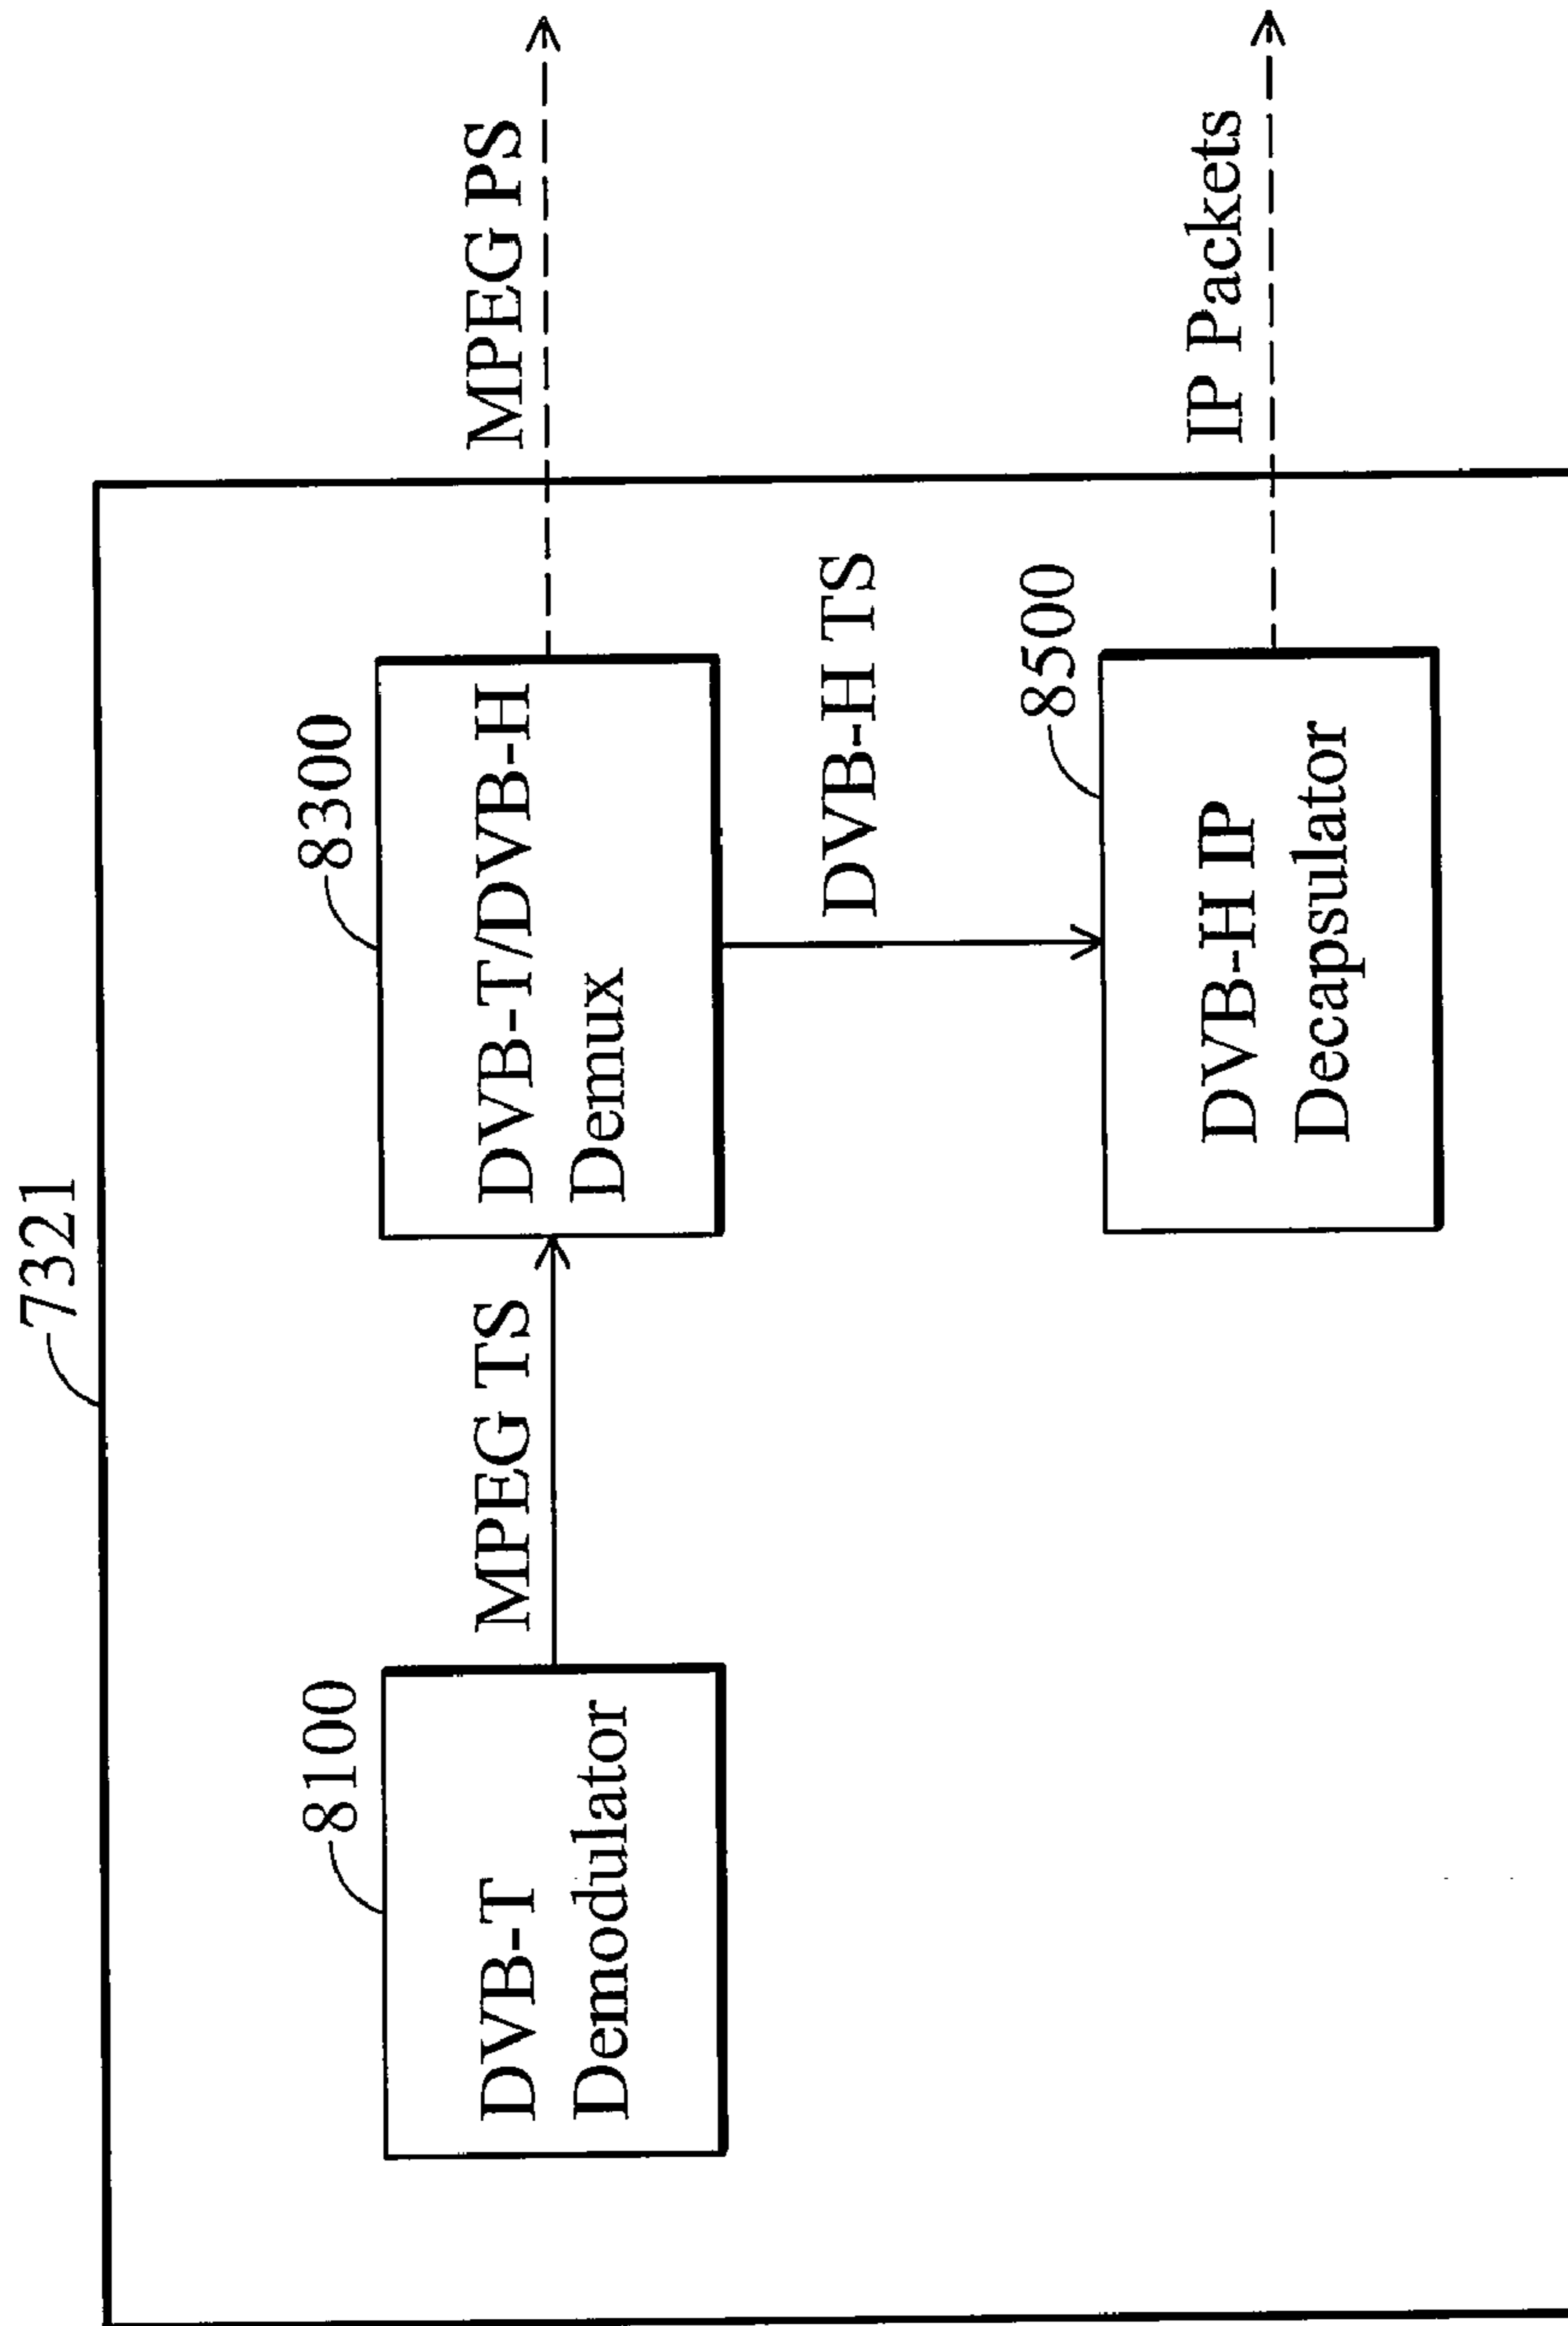 7321
8100
DVB-T
Demodulator
MPEG TS
8300
DVB-T/DVB-H
Demux
MPEG PS
DVB-H TS
8500
DVB-H IP
Decapsulator
IP Packets